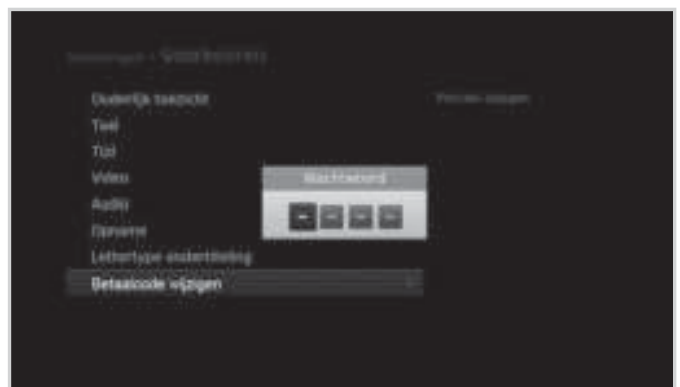 Ouderlijk toezicht
Taal
Tijd
Video
Wachtwoord
Audio
Opname
Lettertype ondertiteling
Betaalcode wijzigen